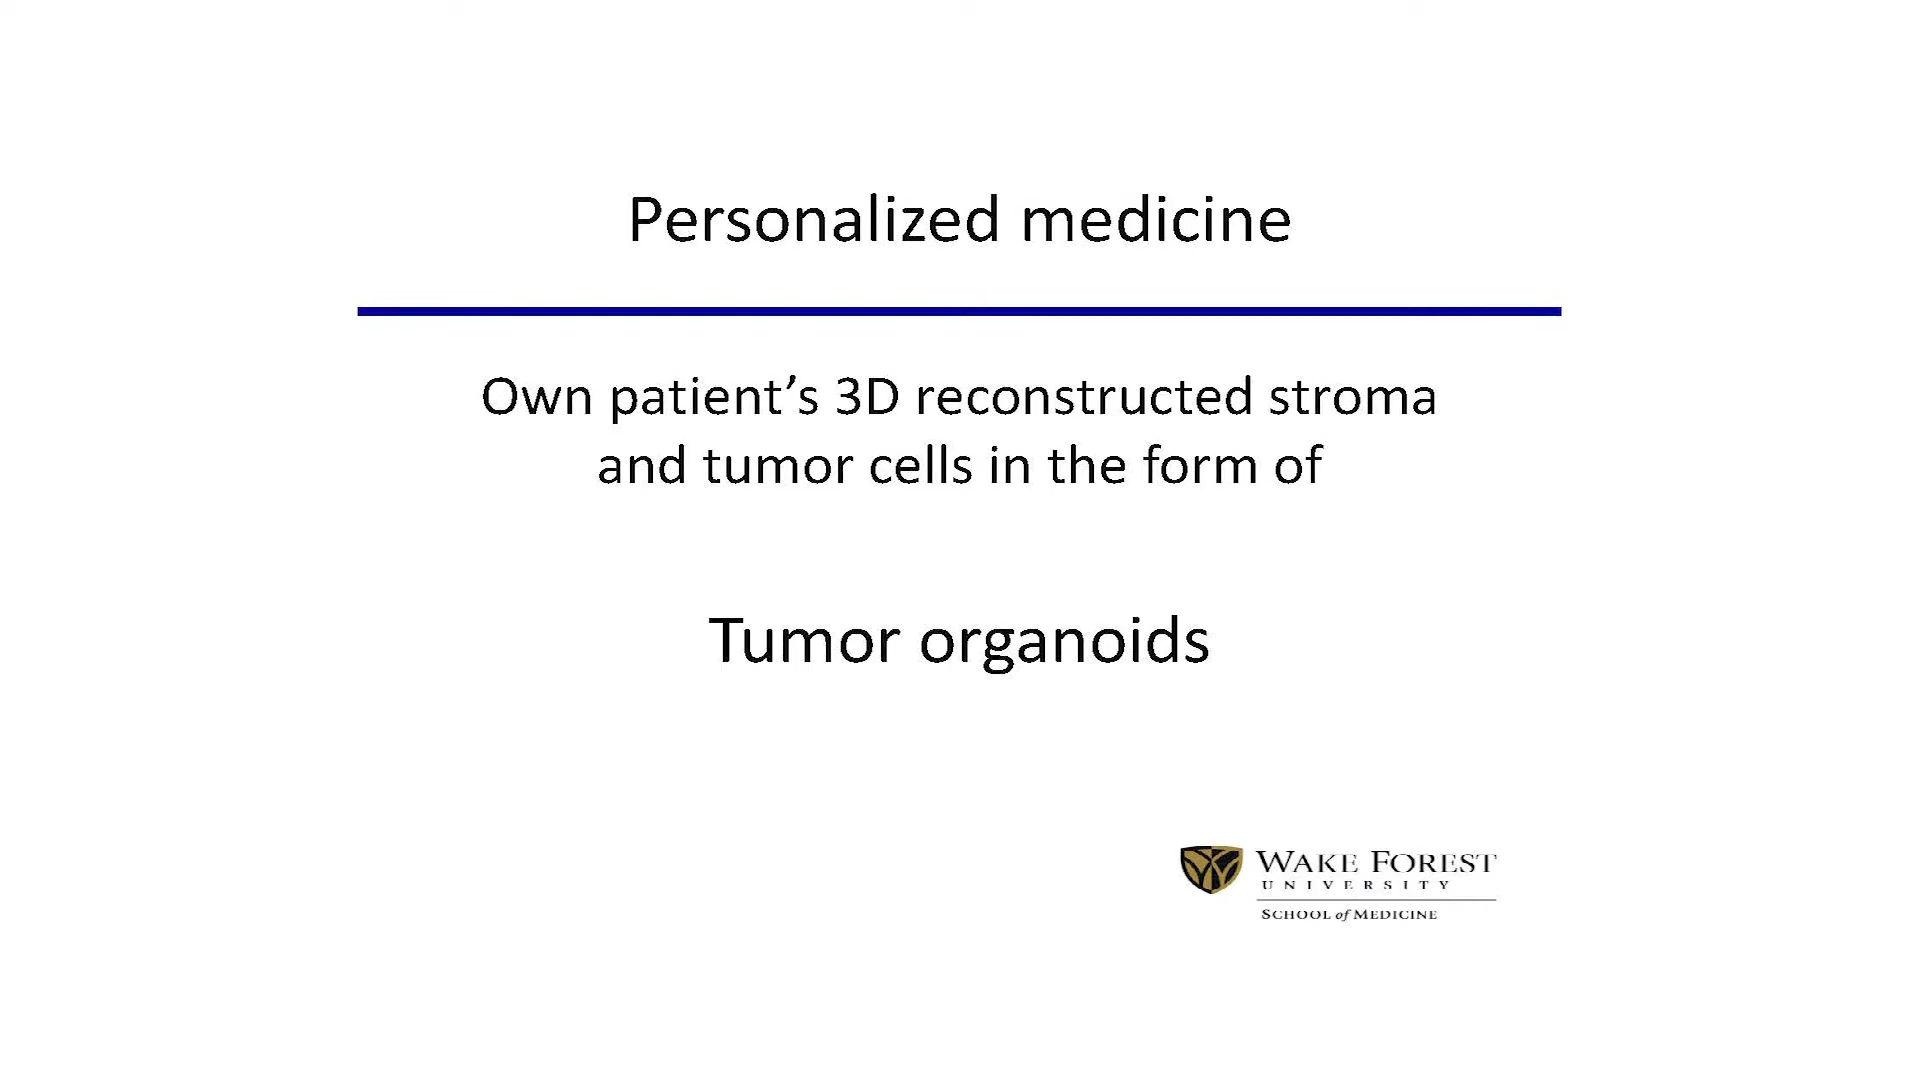 Personalized medicine
Own patient’s 3D reconstructed stroma
and tumor cells in the form of
Tumor organoids
WAKE FOREST
UNIVERSITY
SCHOOL of MEDICINE